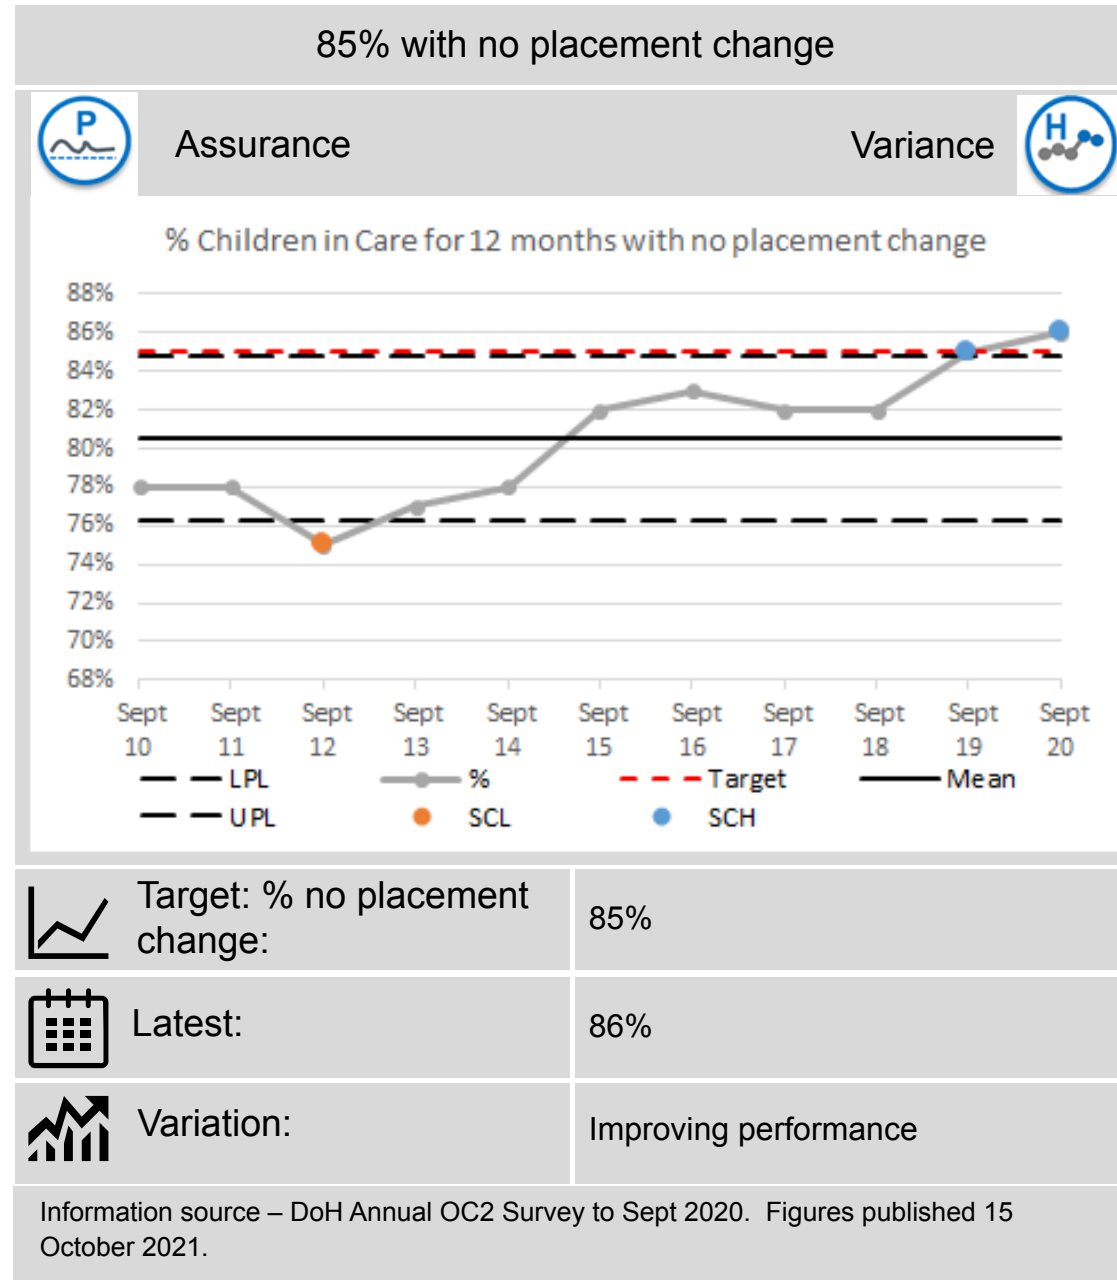 85% with no placement change
P
Assurance
Variance
H
% Children in Care for 12 months with no placement change
88%
86%
84%
82%
80%
78%
76%
74%
72%
70%
68%
Sept Sept Sept Sept Sept Sept Sept Sept Sept Sept Sept
10 11 12 13 14 15 16 17 18 19 20
LPL % Target Mean
UPL SCL SCH
Target: % no placement
change:
85%
Latest:
86%
Variation:
Improving performance
Information source – DoH Annual OC2 Survey to Sept 2020. Figures published 15
October 2021.